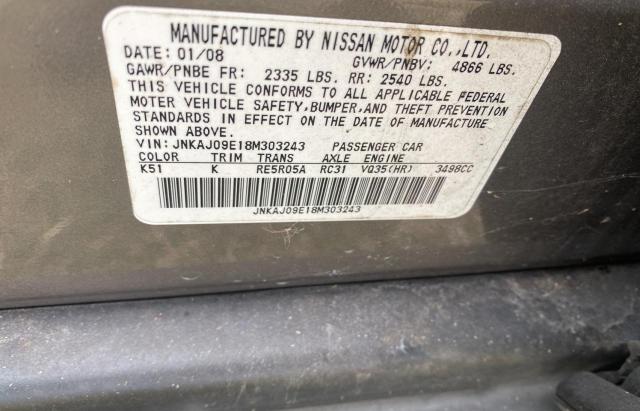 MANUFACTURED BY NISSAN MOTOR CO.,LTD.
DATE: 01/08 GVWR/PNBV: 4866 LBS.
GAWR/PNBE FR: 2335 LBS. RR: 2540 LBS.
THIS VEHICLE CONFORMS TO ALL APPLICABLE FEDERAL
MOTOR VEHICLE SAFETY,BUMPER,AND THEFT PREVENTION
STANDARDS IN EFFECT ON THE DATE OF MANUFACTURE
SHOWN ABOVE.
VIN: JNKAJ09E18M303243 PASSENGER CAR
COLOR TRIM TRANS AXLE ENGINE
K51 K RE5R05A RC31 VQ35(HR) 3498CC
JNKAJ09E18M303243